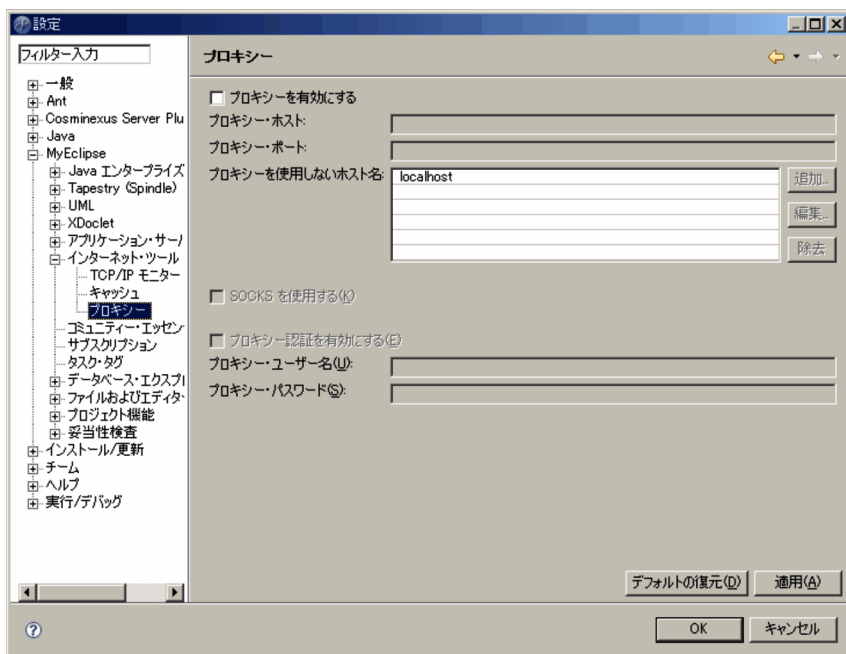 設定
フィルター入力
一般
Ant
Cosminexus Server Plu
Java
MyEclipse
Java エンタープライズ
Tapestry (Spindle)
UML
XDoclet
アプリケーション・サー
インターネット・ツール
TCP/IP モニター
キャッシュ
プロキシー
コミュニティー・エッセン
サブスクリプション
タスク・タグ
データベース・エクスプ
ファイルおよびエディタ
プロジェクト機能
妥当性検査
インストール/更新
チーム
ヘルプ
実行/デバッグ
プロキシー
プロキシーを有効にする
プロキシー・ホスト:
プロキシー・ポート:
プロキシーを使用しないホスト名: localhost
追加...
編集...
除去
SOCKS を使用する(K)
プロキシー認証を有効にする(E)
プロキシー・ユーザー名(U):
プロキシー・パスワード(S):
デフォルトの復元(D) 適用(A)
OK キャンセル